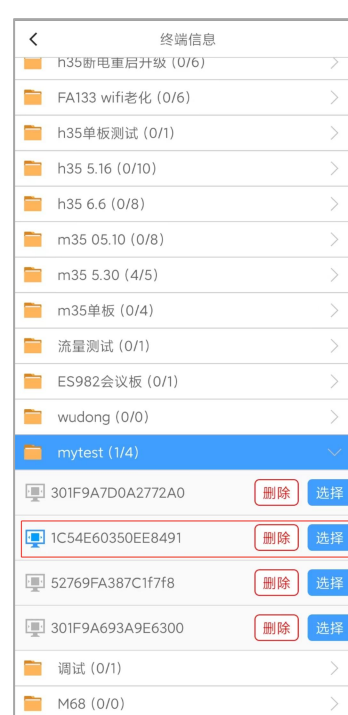 终端信息
h35断电重启升级 (0/6)
FA133 wifi老化 (0/6)
h35单板测试 (0/1)
h35 5.16 (0/10)
h35 6.6 (0/8)
m35 05.10 (0/8)
m35 5.30 (4/5)
m35单板 (0/4)
流量测试 (0/1)
ES982会议板 (0/1)
wudong (0/0)
mytest (1/4)
301F9A7D0A2772A0 删除 选择
1C54E60350EE8491 删除 选择
52769FA387C1f7f8 删除 选择
301F9A693A9E6300 删除 选择
调试 (0/1)
M68 (0/0)